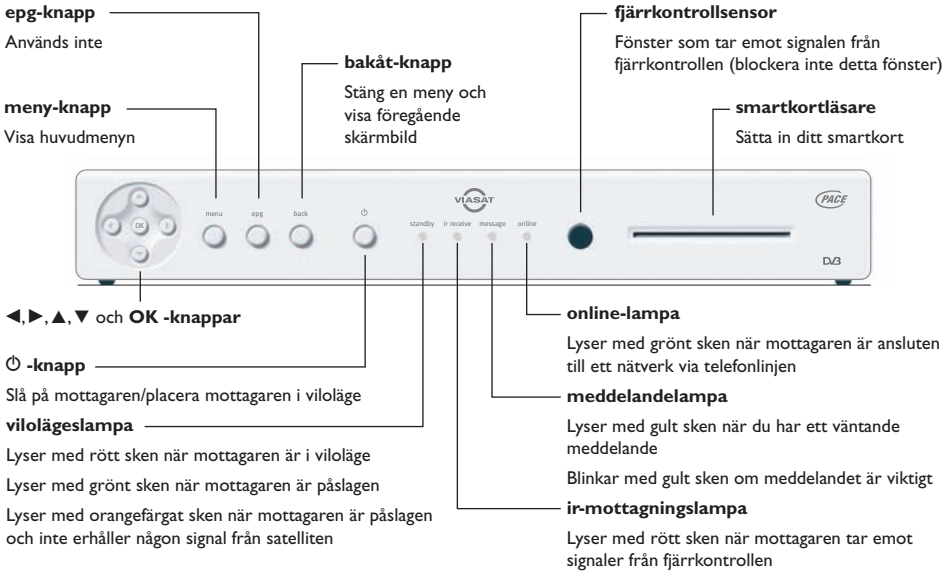 epg-knapp
Används inte
meny-knapp
Visa huvudmenyn
bakåt-knapp
Stäng en meny och
visa föregående
skärmbild
fjärrkontrollsensor
Fönster som tar emot signalen från
fjärrkontrollen (blockera inte detta fönster)
smartkortläsare
Sätta in ditt smartkort
OK
menu
epg
back
VIASAT
standby
ir receive
message
online
PACE
DVB
◄, ►, ▲, ▼ och OK -knappar
⏻ -knapp
Slå på mottagaren/placera mottagaren i viloläge
vilolägeslampa
Lyser med rött sken när mottagaren är i viloläge
Lyser med grönt sken när mottagaren är påslagen
Lyser med orangefärgat sken när mottagaren är påslagen
och inte erhåller någon signal från satelliten
online-lampa
Lyser med grönt sken när mottagaren är ansluten
till ett nätverk via telefonlinjen
meddelandelampa
Lyser med gult sken när du har ett väntande
meddelande
Blinkar med gult sken om meddelandet är viktigt
ir-mottagningslampa
Lyser med rött sken när mottagaren tar emot
signaler från fjärrkontrollen